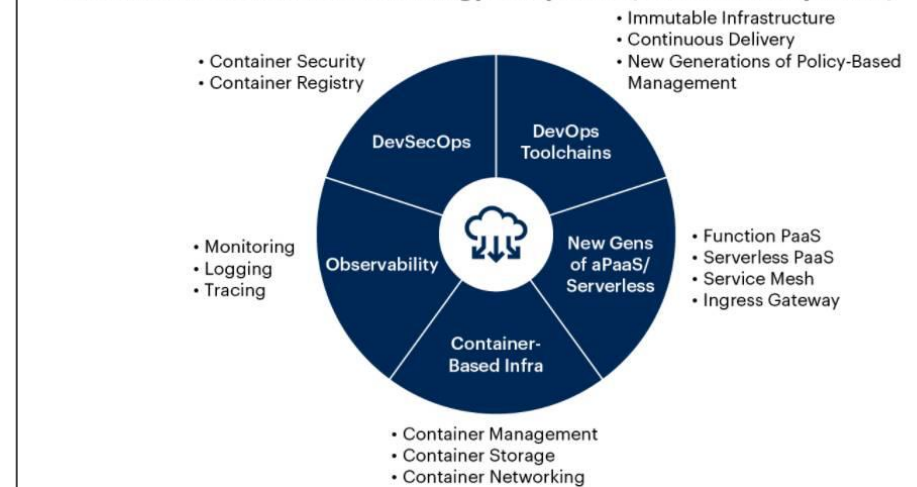 • Immutable Infrastructure
• Continuous Delivery
• New Generations of Policy-Based
Management
• Container Security
• Container Registry
DevSecOps
DevOps
Toolchains
• Monitoring
• Logging
• Tracing
Observability
New Gens
of aPaaS/
Serverless
• Function PaaS
• Serverless PaaS
• Service Mesh
• Ingress Gateway
Container-
Based Infra
• Container Management
• Container Storage
• Container Networking